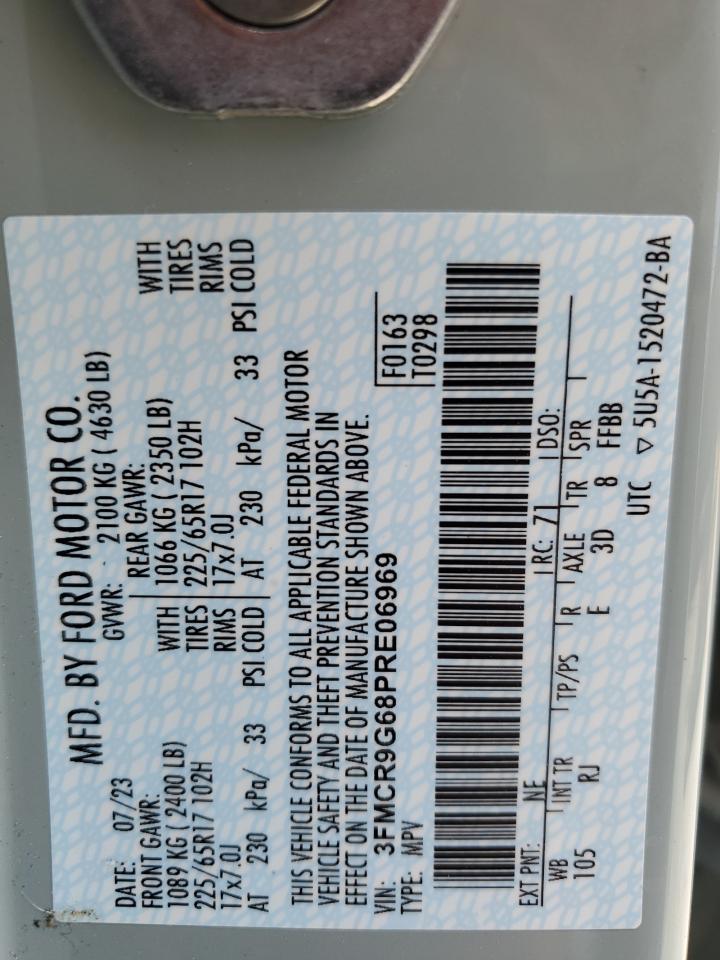 MFD. BY FORD MOTOR CO.
DATE: 07/23 GVWR: 2100 KG ( 4630 LB)
FRONT GAWR: REAR GAWR:
1089 KG ( 2400 LB) WITH 1066 KG ( 2350 LB) WITH
225/65R17 102H TIRES 225/65R17 102H TIRES
17x7.0J RIMS 17x7.0J RIMS
AT 230 kPa/ 33 PSI COLD AT 230 kPa/ 33 PSI COLD
THIS VEHICLE CONFORMS TO ALL APPLICABLE FEDERAL MOTOR
VEHICLE SAFETY AND THEFT PREVENTION STANDARDS IN
EFFECT ON THE DATE OF MANUFACTURE SHOWN ABOVE.
VIN: 3FMCR9G68PRE06969 F0163
TYPE: MPV T0298
EXT PNT: NE RC: 71 DSO:
WB INT TR TP/PS R AXLE TR SPR
105 RJ E 3D 8 FFBB
UTC ▽ 5U5A-1520472-BA